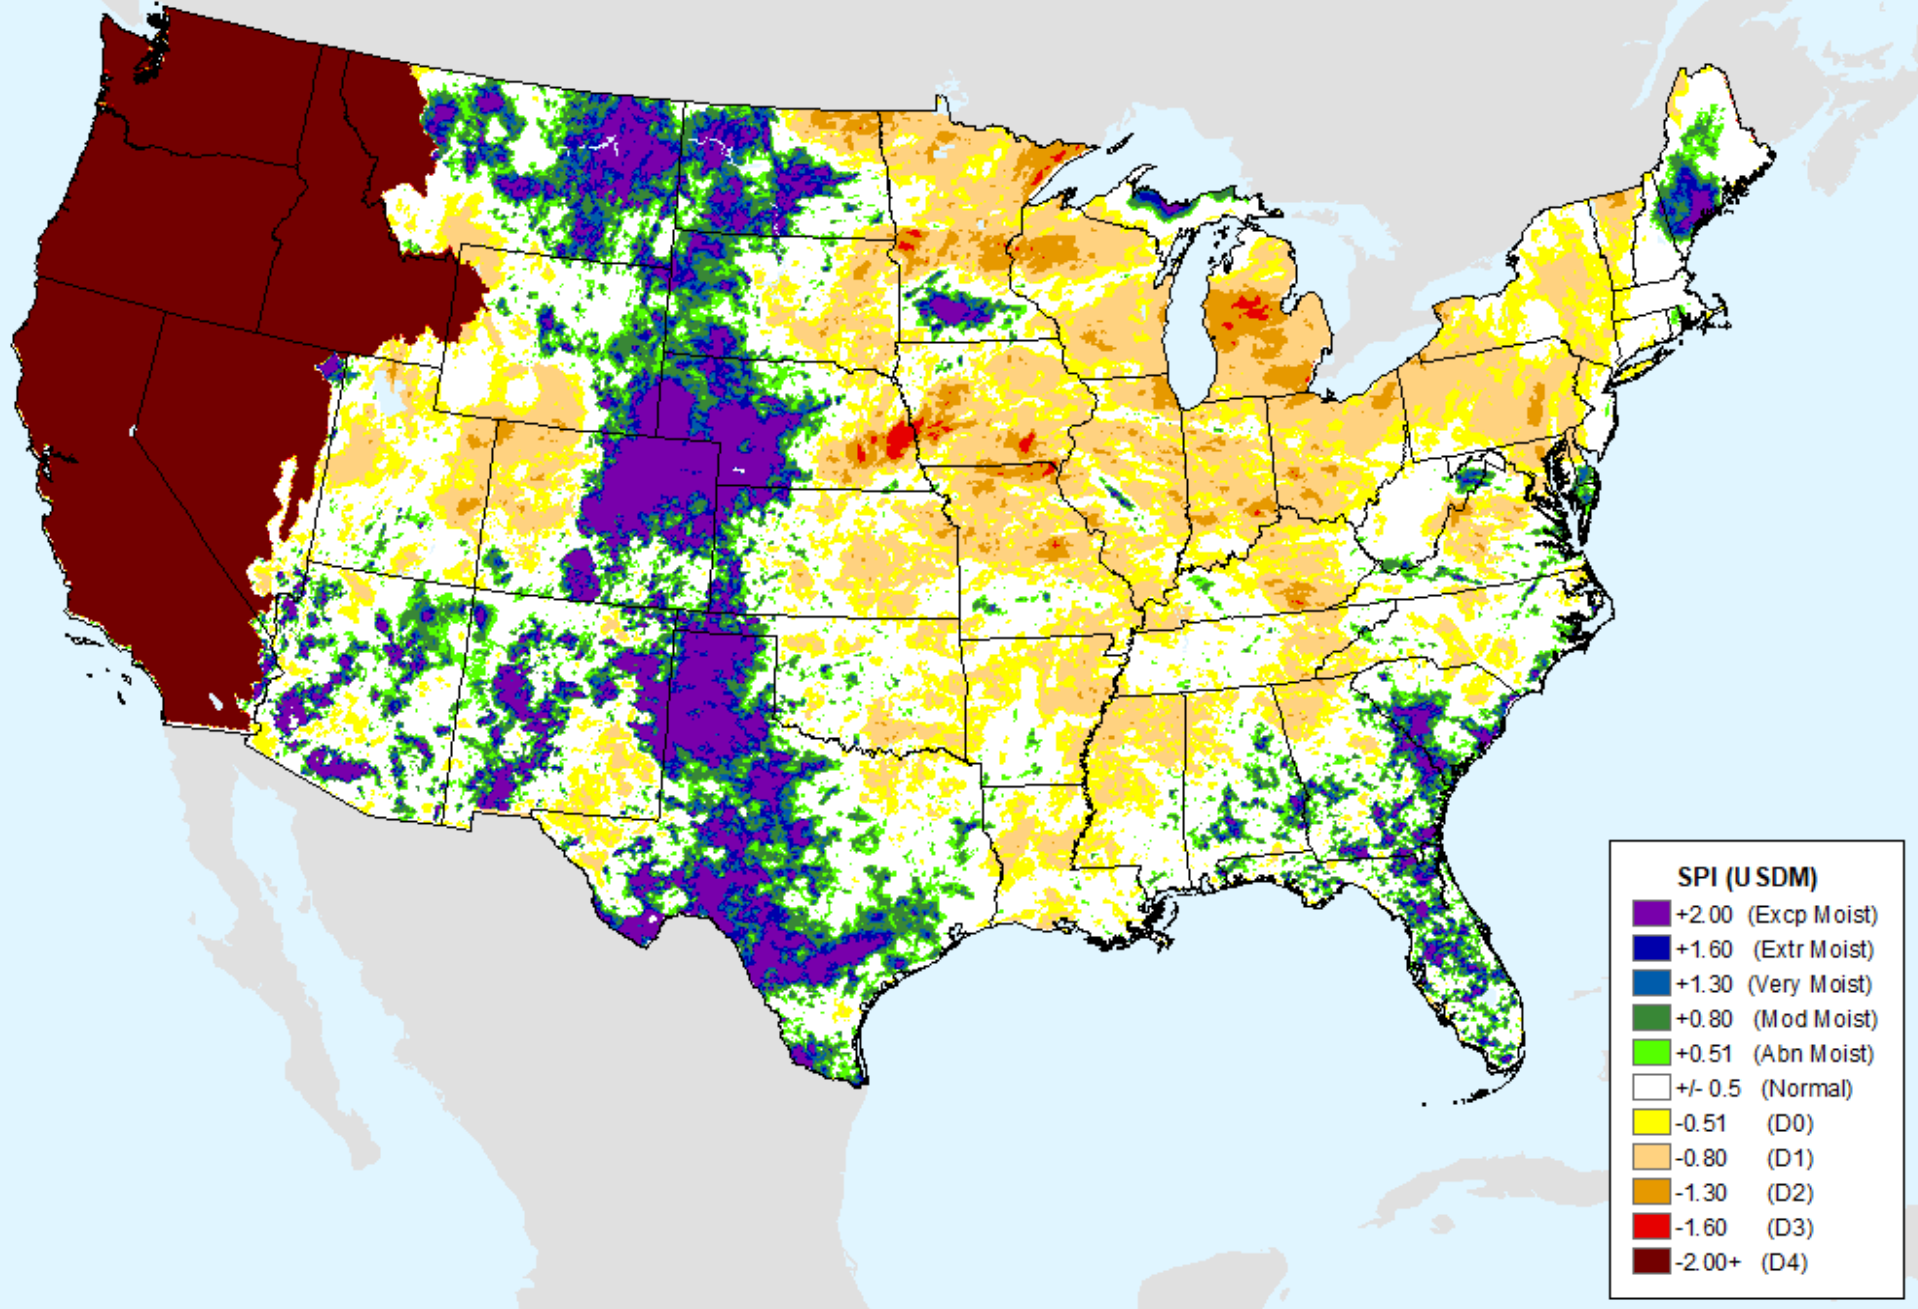 SPI (USDM)
+2.00 (Excp Moist)
+1.60 (Extr Moist)
+1.30 (Very Moist)
+0.80 (Mod Moist)
+0.51 (Abn Moist)
+/- 0.5 (Normal)
-0.51 (D0)
-0.80 (D1)
-1.30 (D2)
-1.60 (D3)
-2.00+ (D4)